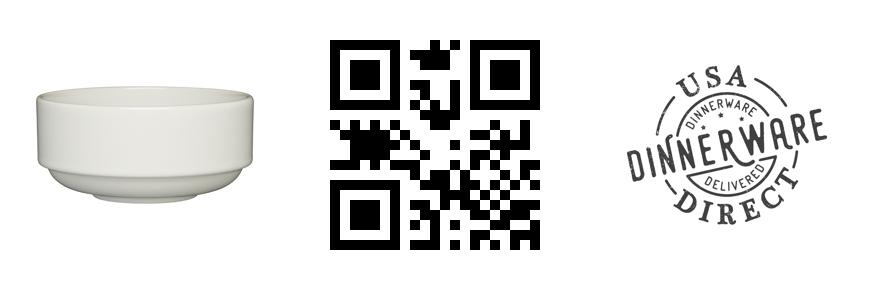 USA
DINNERWARE
DINNERWARE
DELIVERED
DIRECT